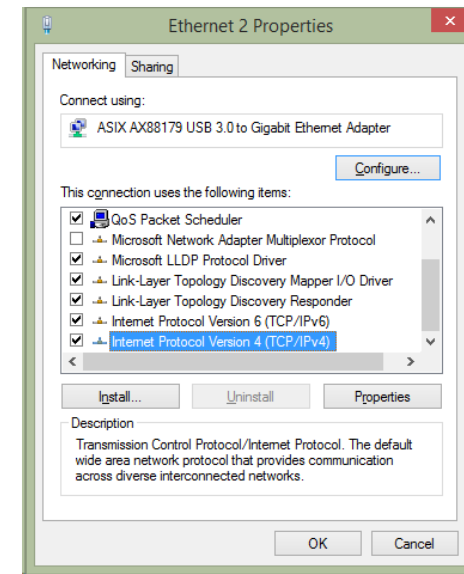 Ethernet 2 Properties
Networking Sharing
Connect using:
ASIX AX88179 USB 3.0 to Gigabit Ethernet Adapter
Configure...
This connection uses the following items:
QoS Packet Scheduler
Microsoft Network Adapter Multiplexor Protocol
Microsoft LLDP Protocol Driver
Link-Layer Topology Discovery Mapper I/O Driver
Link-Layer Topology Discovery Responder
Internet Protocol Version 6 (TCP/IPv6)
Internet Protocol Version 4 (TCP/IPv4)
Install... Uninstall Properties
Description
Transmission Control Protocol/Internet Protocol. The default
wide area network protocol that provides communication
across diverse interconnected networks.
OK Cancel